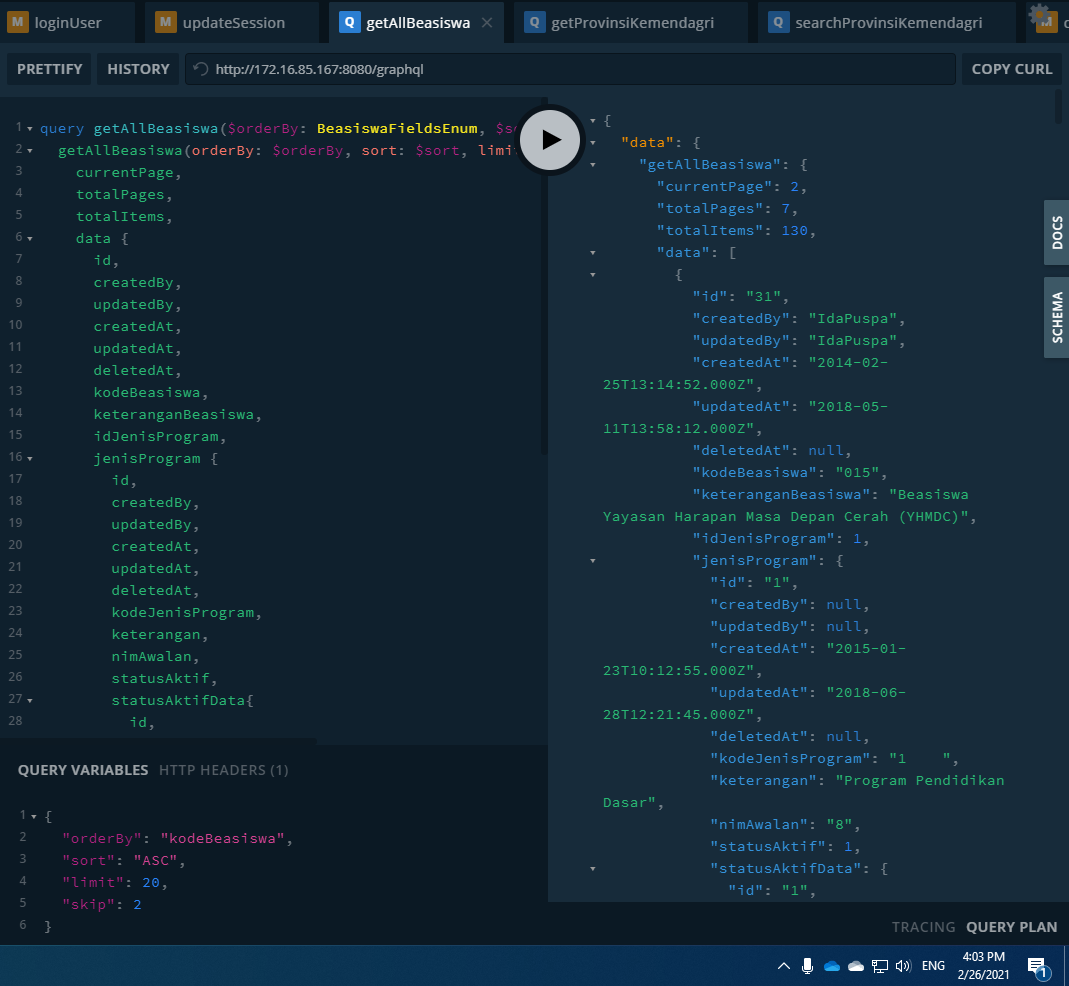 M loginUser
M updateSession
Q getAllBeasiswa ×
Q getProvinsiKemendagri
Q searchProvinsiKemendagri
M
PRETTIFY
HISTORY
http://172.16.85.167:8080/graphql
COPY CURL
1 query getAllBeasiswa($orderBy: BeasiswaFieldsEnum,
2 getAllBeasiswa(orderBy: $orderBy, sort: $sort,
3 currentPage,
4 totalPages,
5 totalItems,
6 data {
7 id,
8 createdBy,
9 updatedBy,
10 createdAt,
11 updatedAt,
12 deletedAt,
13 kodeBeasiswa,
14 keteranganBeasiswa,
15 idJenisProgram,
16 jenisProgram {
17 id,
18 createdBy,
19 updatedBy,
20 createdAt,
21 updatedAt,
22 deletedAt,
23 kodeJenisProgram,
24 keterangan,
25 nimAwalan,
26 statusAktif,
27 statusAktifData{
28 id,
{
"data": {
"getAllBeasiswa": {
"currentPage": 2,
"totalPages": 7,
"totalItems": 130,
"data": [
{
"id": "31",
"createdBy": "IdaPuspa",
"updatedBy": "IdaPuspa",
"createdAt": "2014-02-
25T13:14:52.000Z",
"updatedAt": "2018-05-
11T13:58:12.000Z",
"deletedAt": null,
"kodeBeasiswa": "015",
"keteranganBeasiswa": "Beasiswa
Yayasan Harapan Masa Depan Cerah (YHMDC)",
"idJenisProgram": 1,
"jenisProgram": {
"id": "1",
"createdBy": null,
"updatedBy": null,
"createdAt": "2015-01-
23T10:12:55.000Z",
"updatedAt": "2018-06-
28T12:21:45.000Z",
"deletedAt": null,
"kodeJenisProgram": "1    ",
"keterangan": "Program Pendidikan
Dasar",
"nimAwalan": "8",
"statusAktif": 1,
"statusAktifData": {
"id": "1",
DOCS
SCHEMA
QUERY VARIABLES HTTP HEADERS (1)
1 {
2 "orderBy": "kodeBeasiswa",
3 "sort": "ASC",
4 "limit": 20,
5 "skip": 2
6 }
TRACING QUERY PLAN
ENG
4:03 PM
2/26/2021
1